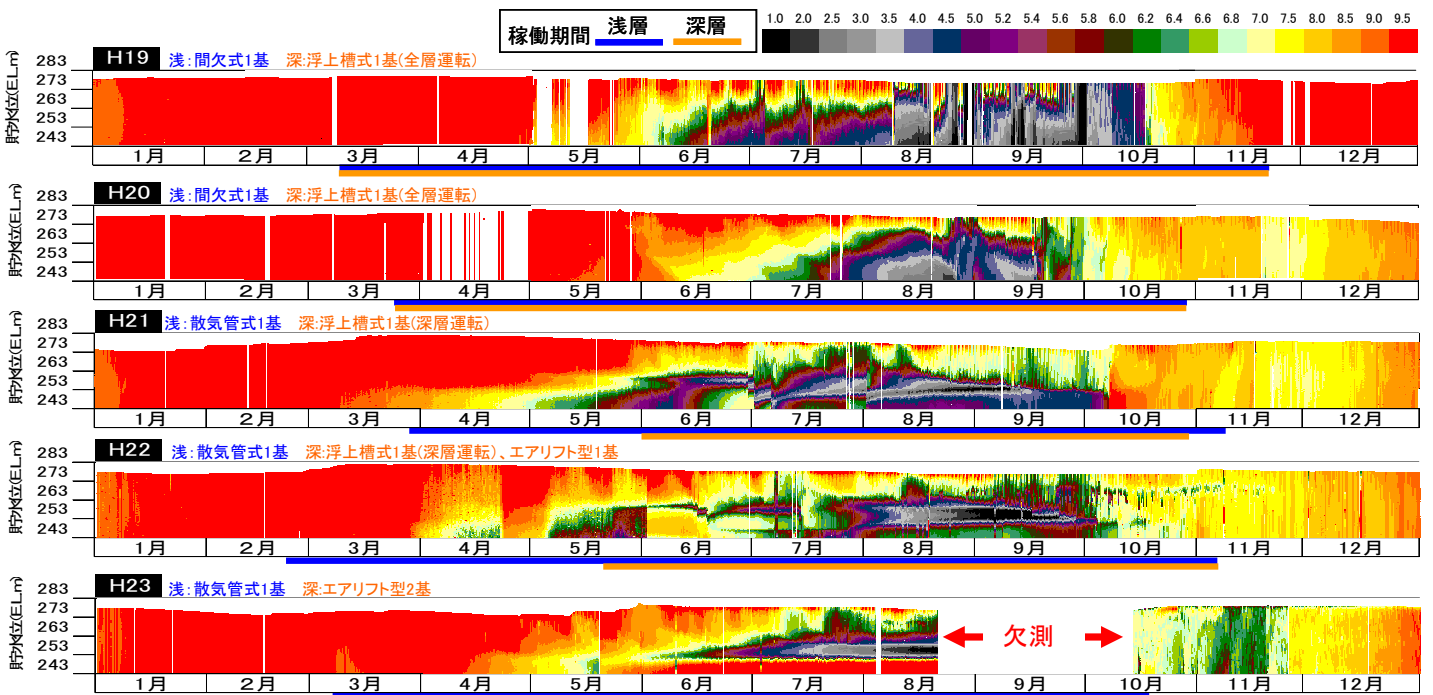 稼働期間 浅層 深層
1.0 2.0 2.5 3.0 3.5 4.0 4.5 5.0 5.2 5.4 5.6 5.8 6.0 6.2 6.4 6.6 6.8 7.0 7.5 8.0 8.5 9.0 9.5
H19 浅:間欠式1基 深:浮上槽式1基(全層運転)
貯水位(EL.m)
283
273
263
253
243
1月 2月 3月 4月 5月 6月 7月 8月 9月 10月 11月 12月
H20 浅:間欠式1基 深:浮上槽式1基(全層運転)
貯水位(EL.m)
283
273
263
253
243
1月 2月 3月 4月 5月 6月 7月 8月 9月 10月 11月 12月
H21 浅:散気管式1基 深:浮上槽式1基(深層運転)
貯水位(EL.m)
283
273
263
253
243
1月 2月 3月 4月 5月 6月 7月 8月 9月 10月 11月 12月
H22 浅:散気管式1基 深:浮上槽式1基(深層運転)、エアリフト型1基
貯水位(EL.m)
283
273
263
253
243
1月 2月 3月 4月 5月 6月 7月 8月 9月 10月 11月 12月
H23 浅:散気管式1基 深:エアリフト型2基
貯水位(EL.m)
283
273
263
253
243
欠測
1月 2月 3月 4月 5月 6月 7月 8月 9月 10月 11月 12月